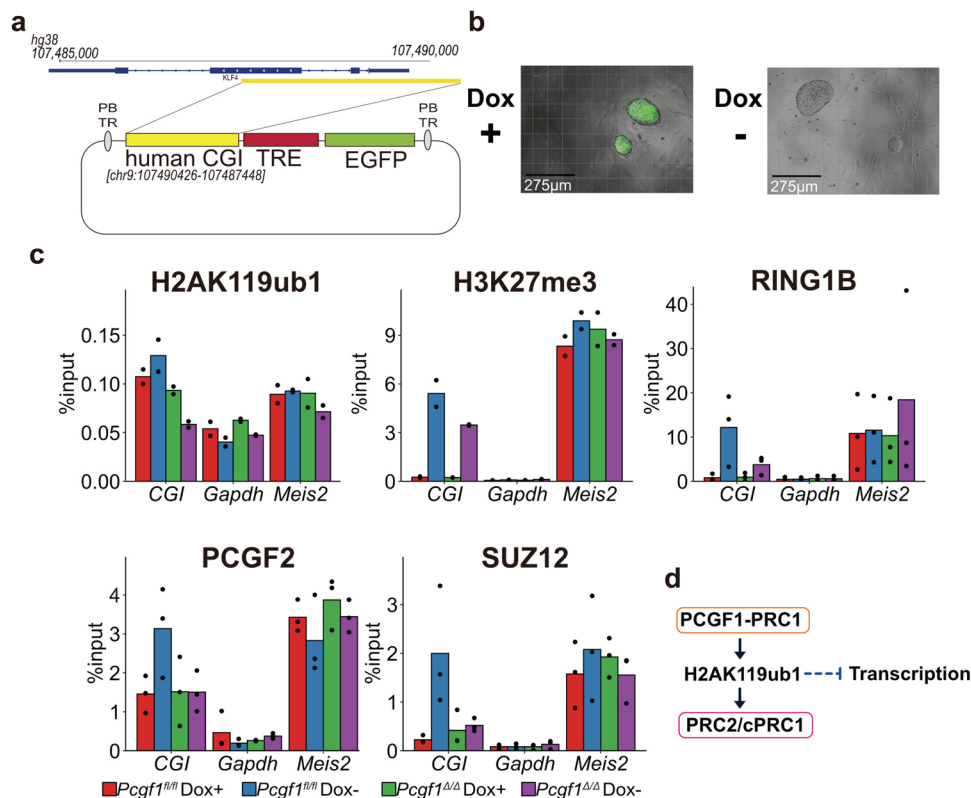 a
hg38
107,485,000
107,490,000
KLF4
PB
TR
PB
TR
human CGI
TRE
EGFP
[chr9:107490426-107487448]
b
Dox
+
275μm
Dox
-
275μm
c
H2AK119ub1
%input
0.15
0.10
0.05
0.00
CGI Gapdh Meis2
H3K27me3
%input
9
6
3
0
CGI Gapdh Meis2
RING1B
%input
40
30
20
10
0
CGI Gapdh Meis2
PCGF2
%input
4
3
2
1
0
CGI Gapdh Meis2
SUZ12
%input
4
3
2
1
0
CGI Gapdh Meis2
Pcgf1fl/fl Dox+ Pcgf1fl/fl Dox- Pcgf1Δ/Δ Dox+ Pcgf1Δ/Δ Dox-
d
PCGF1-PRC1
H2AK119ub1 Transcription
PRC2/cPRC1